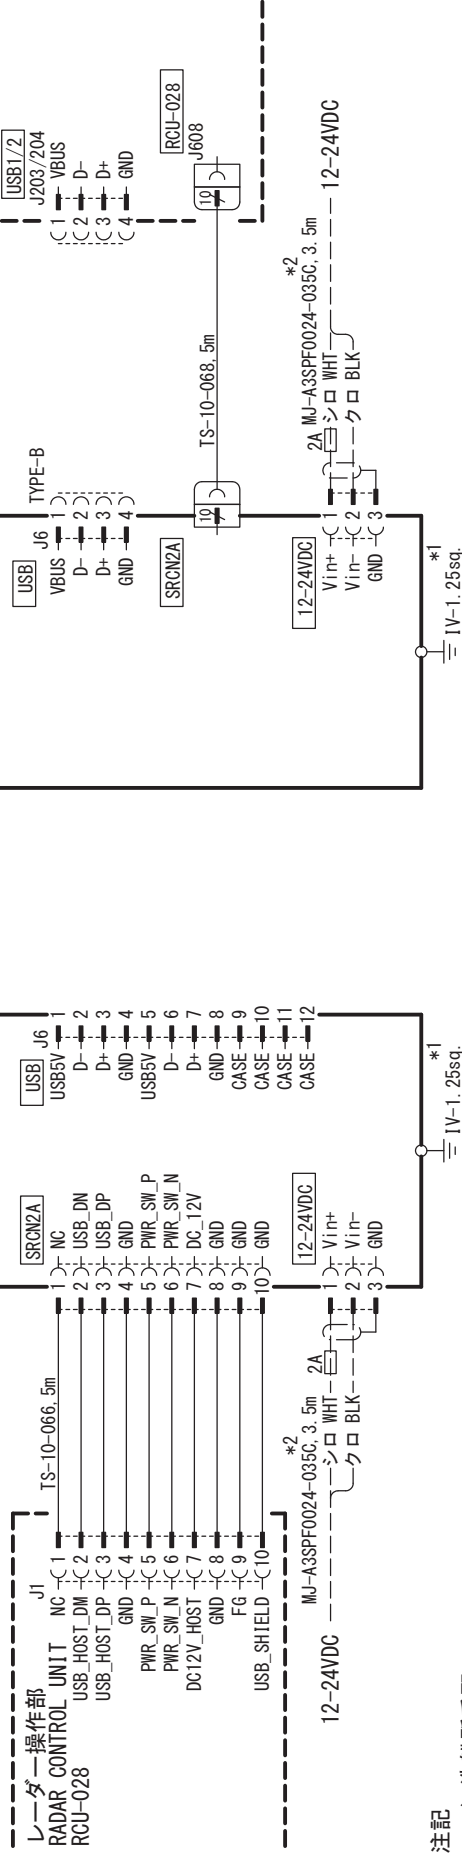 レーダー操作部
RADAR CONTROL UNIT
RCU-028
J1
NC 1
USB_HOST_DM 2
USB_HOST_DP 3
GND 4
PWR_SW_P 5
PWR_SW_N 6
DC12V_HOST 7
GND 8
FG 9
USB_SHIELD 10
TS-10-066, 5m
SRCN2A
1 NC
2 USB_DN
3 USB_DP
4 GND
5 PWR_SW_P
6 PWR_SW_N
7 DC_12V
8 GND
9 GND
10 GND
USB
J6
USB5V 1
D- 2
D+ 3
GND 4
USB5V 5
D- 6
D+ 7
GND 8
CASE 9
CASE 10
CASE 11
CASE 12
12-24VDC
*2
MJ-A3SPF0024-035C, 3.5m
シロ WHT
クロ BLK
2A
12-24VDC
1 Vin+
2 Vin-
3 GND
*1
IV-1.25sq.
USB
J6
TYPE-B
VBUS 1
D- 2
D+ 3
GND 4
USB1/2
J203/204
1 VBUS
2 D-
3 D+
4 GND
SRCN2A
10
7
TS-10-068, 5m
RCU-028
J608
10
7
12-24VDC
Vin+ 1
Vin- 2
GND 3
2A
*2
MJ-A3SPF0024-035C, 3.5m
シロ WHT
クロ BLK
12-24VDC
*1
IV-1.25sq.
注記